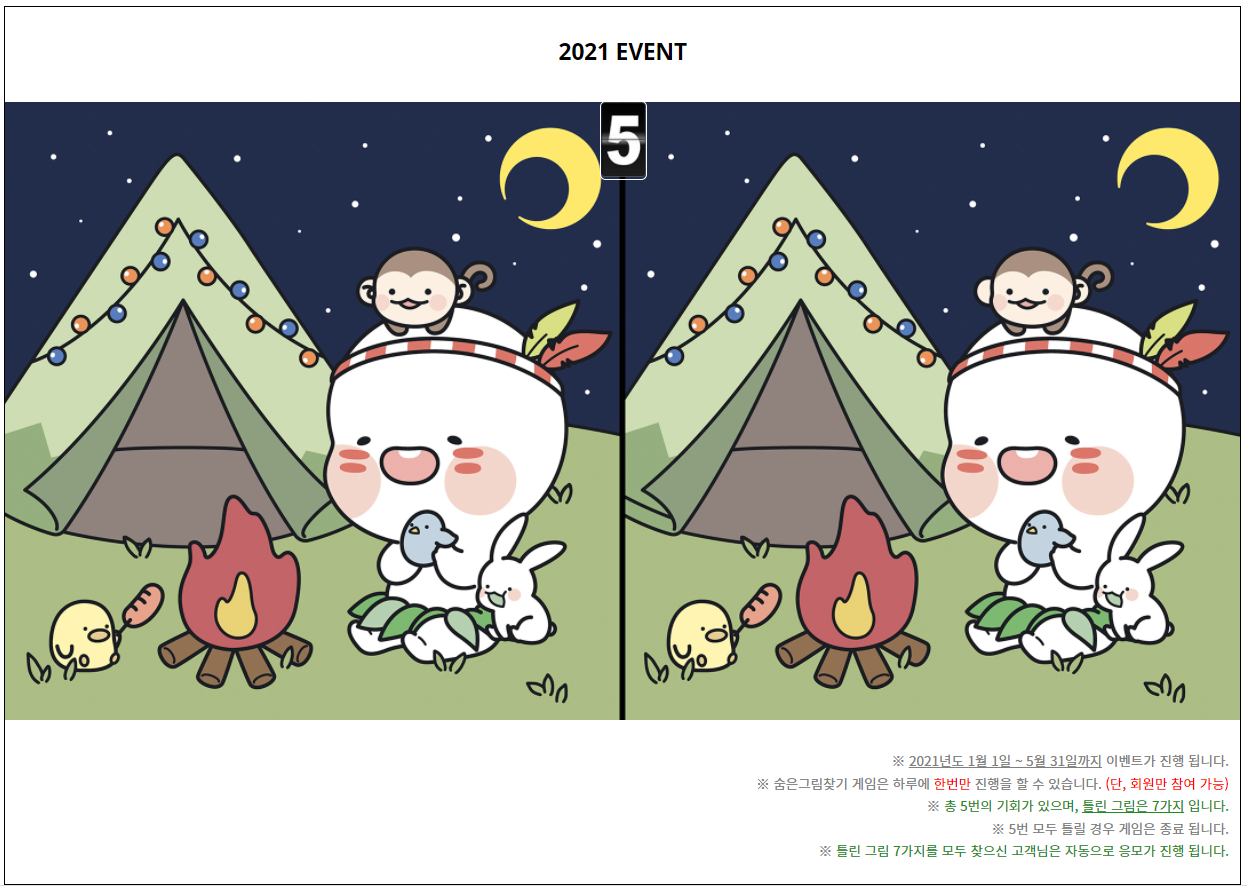 2021 EVENT
5
※ 2021년도 1월 1일 ~ 5월 31일까지 이벤트가 진행 됩니다.
※ 숨은그림찾기 게임은 하루에 한번만 진행을 할 수 있습니다. (단, 회원만 참여 가능)
※ 총 5번의 기회가 있으며, 틀린 그림은 7가지 입니다.
※ 5번 모두 틀릴 경우 게임은 종료 됩니다.
※ 틀린 그림 7가지를 모두 찾으신 고객님은 자동으로 응모가 진행 됩니다.